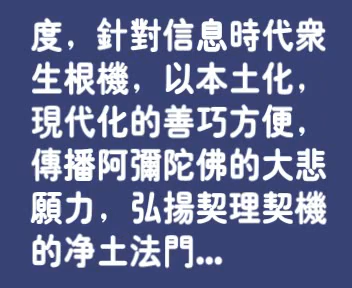 度，針對信息時代衆
生根機，以本土化，
現代化的善巧方便，
傳播阿彌陀佛的大悲
願力，弘揚契理契機
的净土法門...